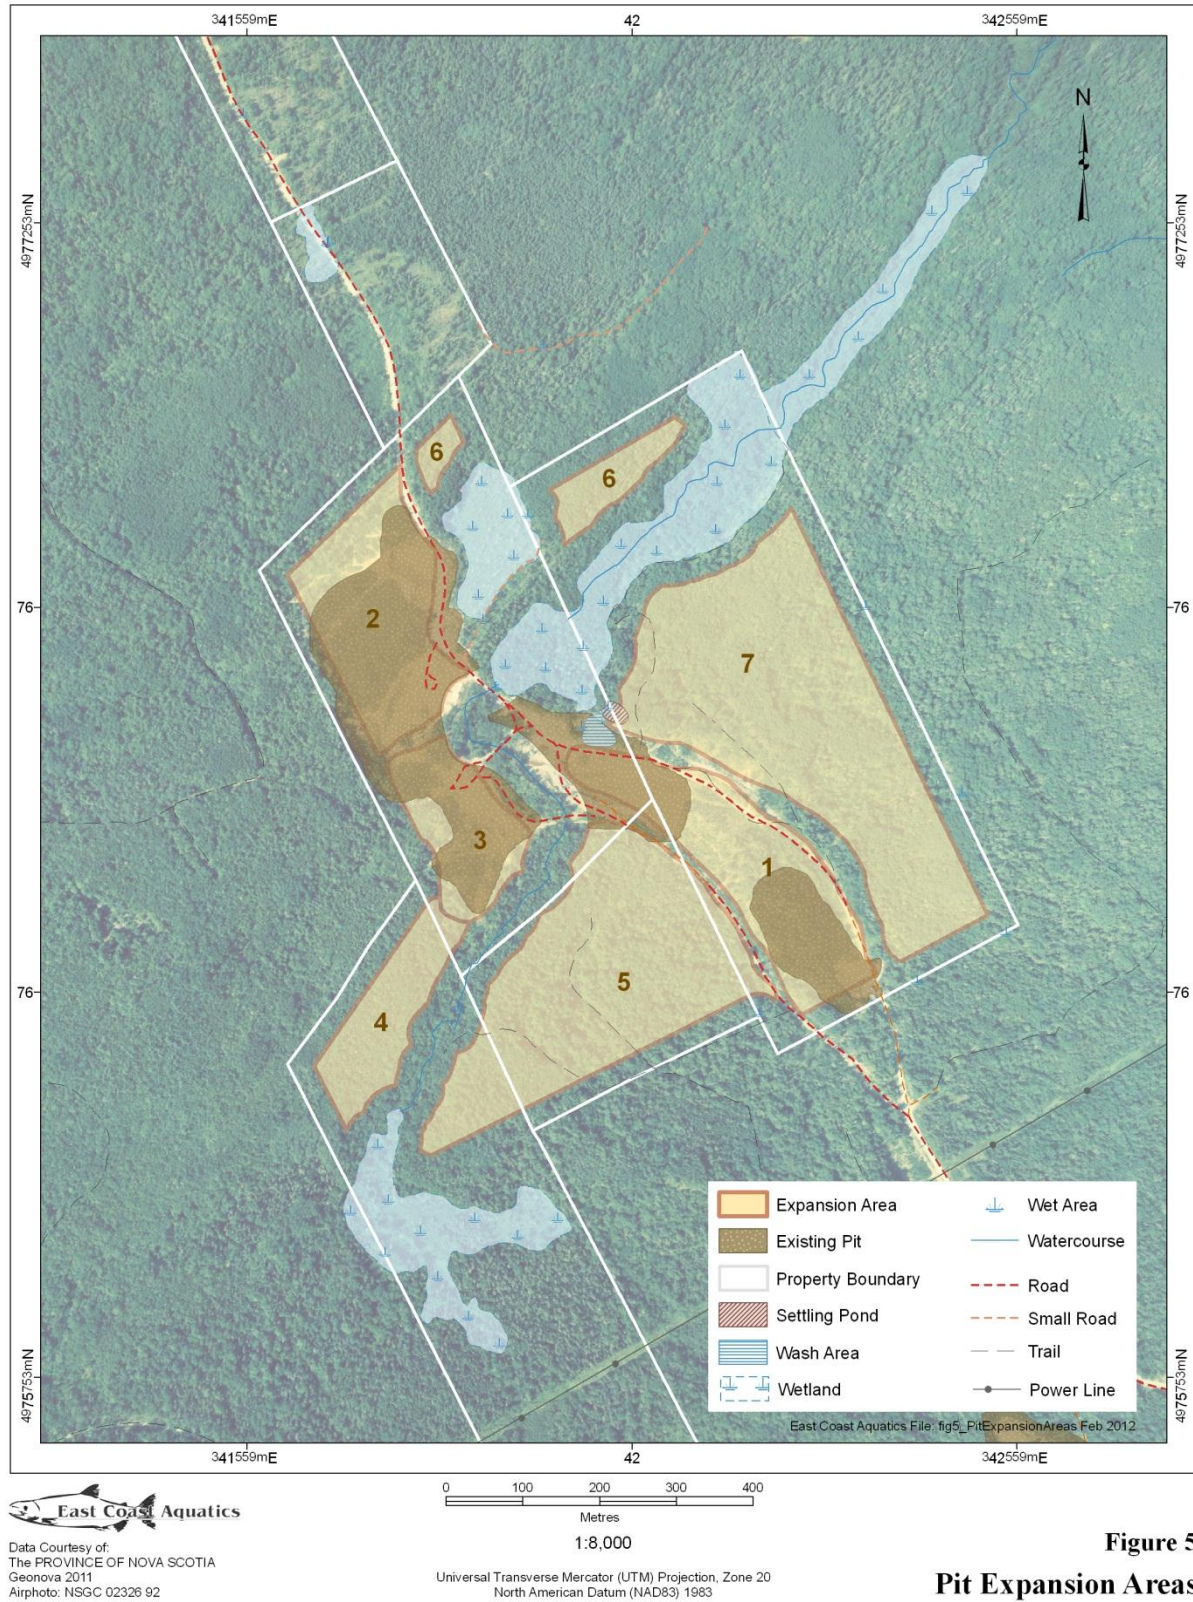 341559mE 42 342559mE
N
4977253mN 4977253mN
6
6
76 76
2
7
3
1
76 76
5
4
Expansion Area
Existing Pit
Property Boundary
Settling Pond
Wash Area
Wetland
Wet Area
Watercourse
Road
Small Road
Trail
Power Line
4975753mN 4975753mN
East Coast Aquatics File: fig5_PitExpansionAreas Feb 2012
341559mE 42 342559mE
East Coast Aquatics
0 100 200 300 400
Metres
1:8,000
Data Courtesy of:
The PROVINCE OF NOVA SCOTIA
Geonova 2011
Airphoto: NSGC 02326 92
Universal Transverse Mercator (UTM) Projection, Zone 20
North American Datum (NAD83) 1983
Figure 5
Pit Expansion Areas